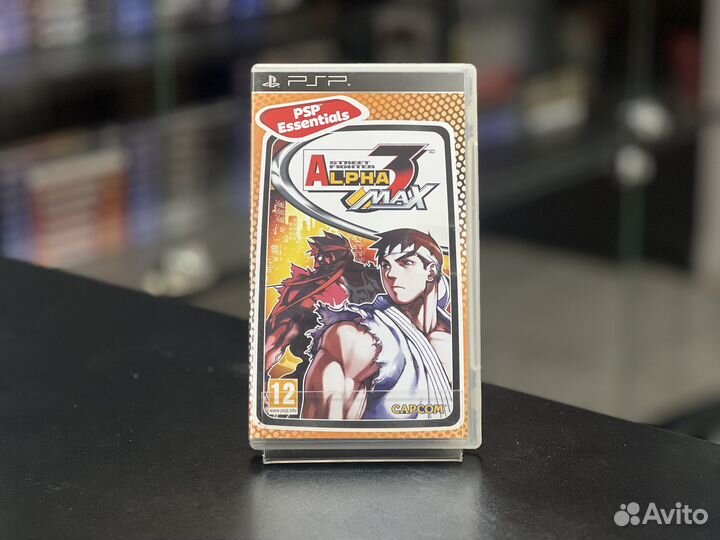 PSP
PSP
Essentials
STREET
FIGHTER
ALPHA 3
MAX
12
www.pegi.info
CAPCOM
Avito